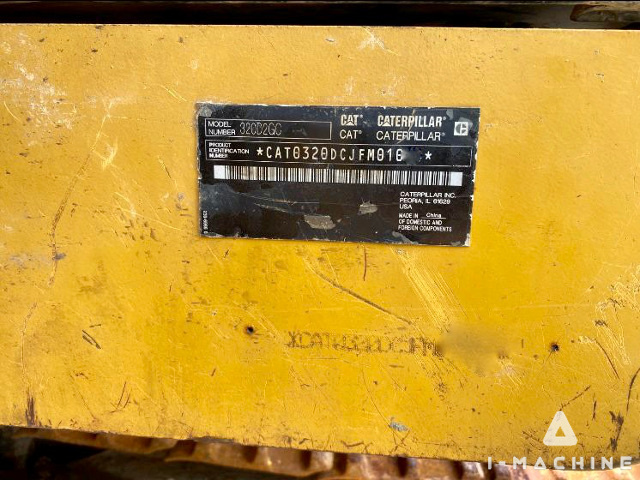 MODEL NUMBER 320D2GC
CAT CATERPILLAR
CAT® CATERPILLAR®
PRODUCT IDENTIFICATION NUMBER
*CAT0320DCJFM016 *
CATERPILLAR INC.
PEORIA, IL 61629
USA
MADE IN China
OF DOMESTIC AND
FOREIGN COMPONENTS
I-MACHINE